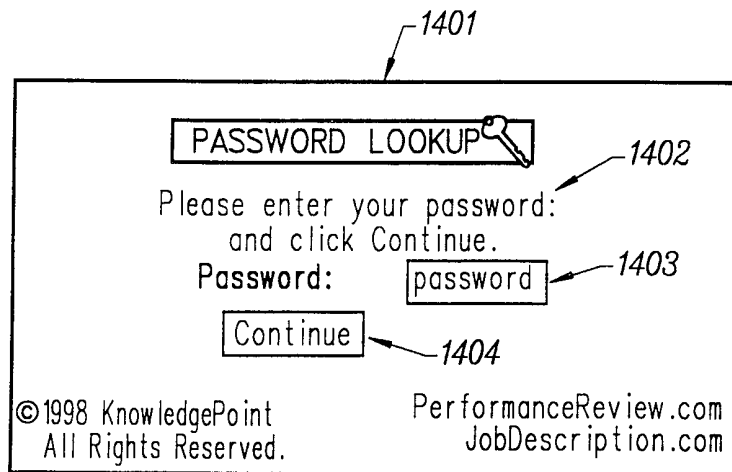 1401
PASSWORD LOOKUP
1402
Please enter your password:
and click Continue.
Password: password
1403
Continue
1404
©1998 KnowledgePoint
All Rights Reserved.
PerformanceReview.com
JobDescription.com